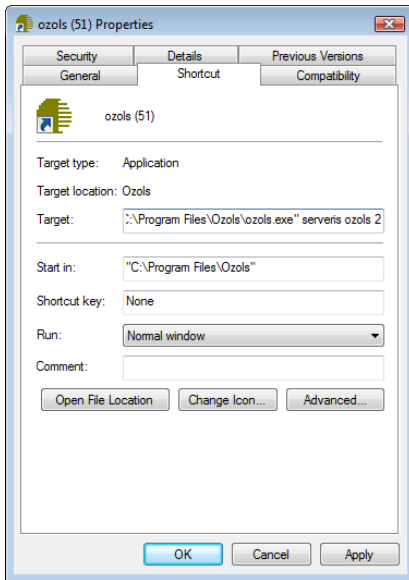 ozols (51) Properties
Security Details Previous Versions
General Shortcut Compatibility
ozols (51)
Target type: Application
Target location: Ozols
Target: :\Program Files\Ozols\ozols.exe" serveris ozols 2
Start in: "C:\Program Files\Ozols"
Shortcut key: None
Run: Normal window
Comment:
Open File Location Change Icon... Advanced...
OK Cancel Apply